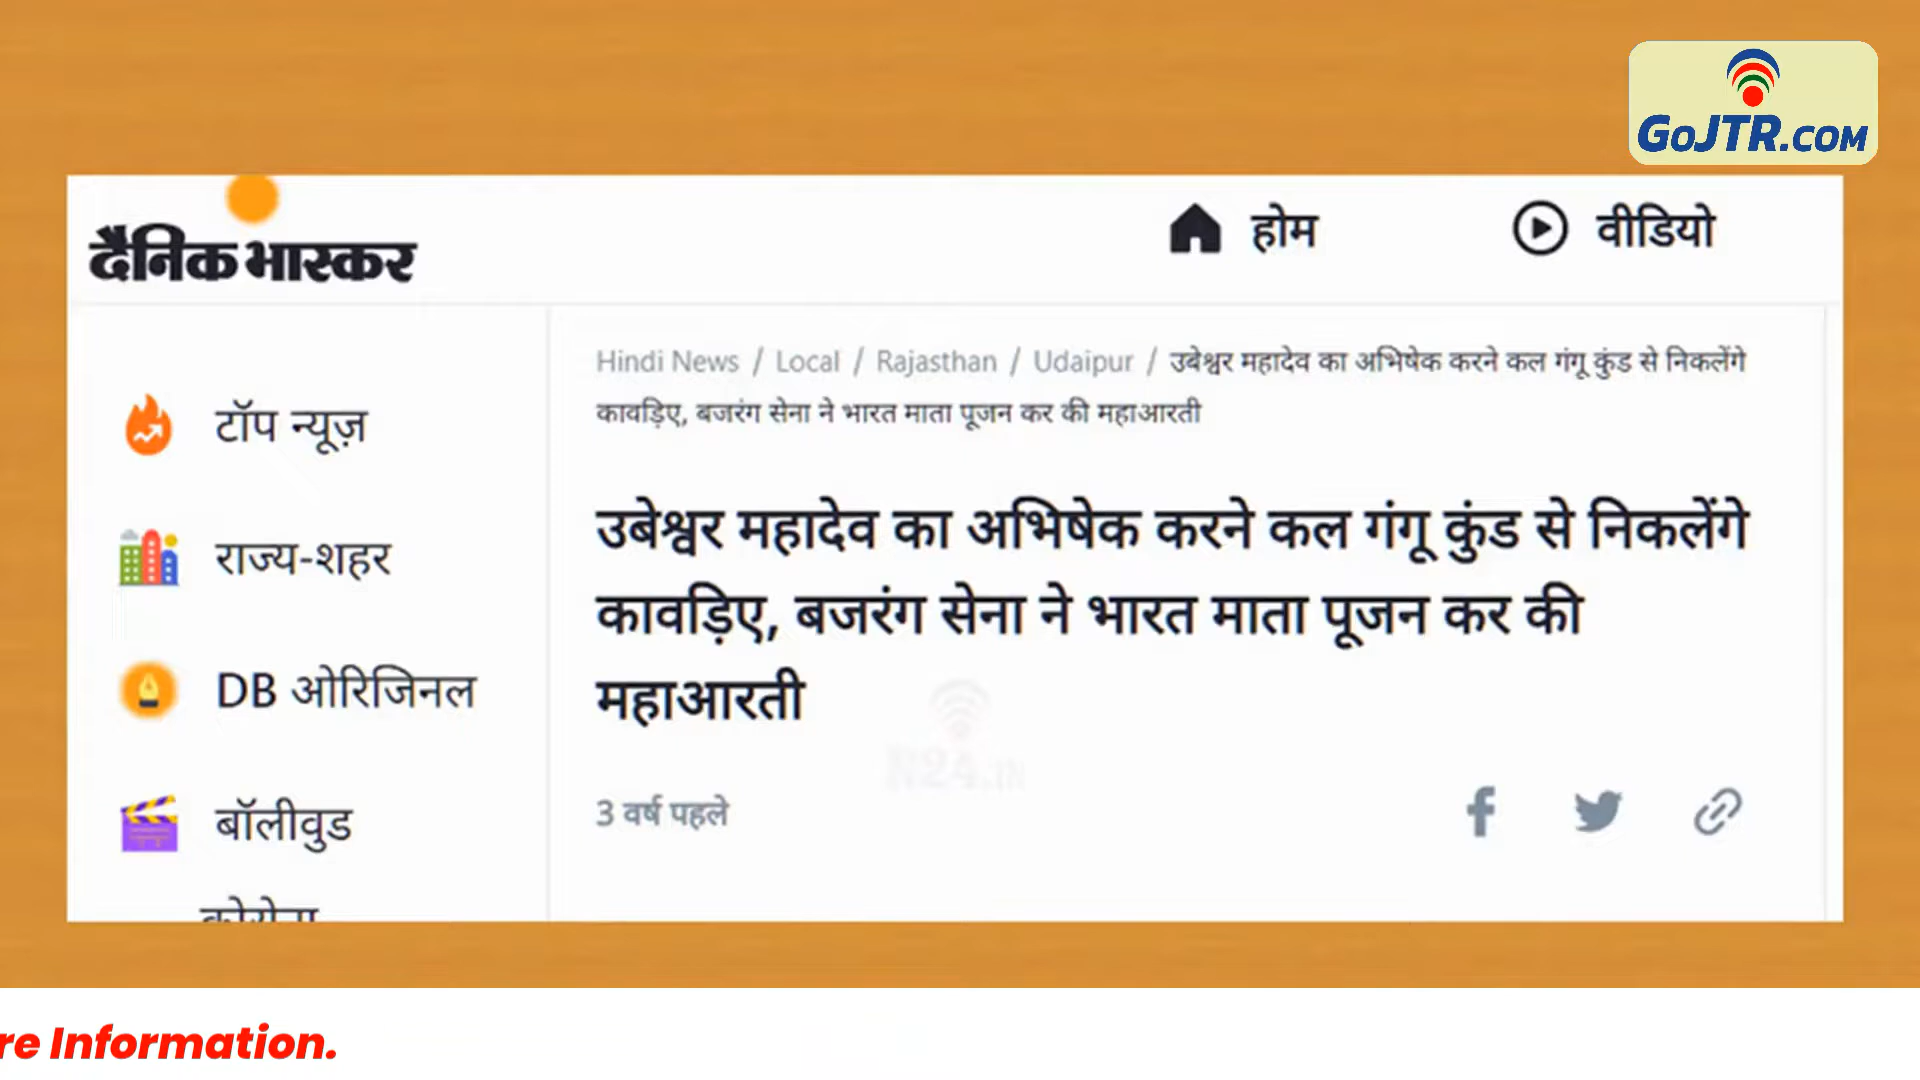 GoJTR.COM
दैनिक भास्कर
होम
वीडियो
Hindi News / Local / Rajasthan / Udaipur / उबेश्वर महादेव का अभिषेक करने कल गंगू कुंड से निकलेंगे
कावड़िए, बजरंग सेना ने भारत माता पूजन कर की महाआरती
टॉप न्यूज़
राज्य-शहर
DB ओरिजिनल
बॉलीवुड
उबेश्वर महादेव का अभिषेक करने कल गंगू कुंड से निकलेंगे
कावड़िए, बजरंग सेना ने भारत माता पूजन कर की
महाआरती
3 वर्ष पहले
re Information.